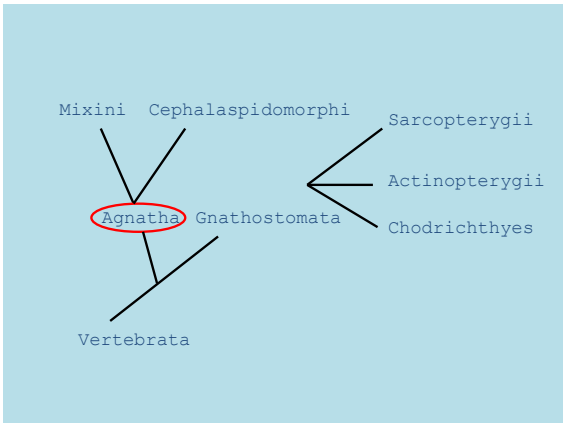 Mixini
Cephalaspidomorphi
Sarcopterygii
Actinopterygii
Agnatha
Gnathostomata
Chodrichthyes
Vertebrata